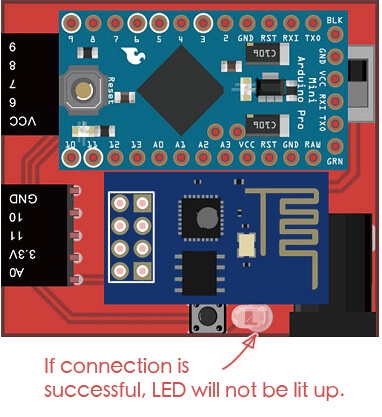 BLK
9 8 7 6 5 4 3 2 GND RST RXI TXO
GND VCC RXI TXO
9
8
7
6
VCC
C106
Arduino Pro
Mini
Reset
C106
10 11 12 13 A0 A1 A2 A3 VCC RST GND RAW
GRN
GND
10
11
3.3V
A0
If connection is
successful, LED will not be lit up.